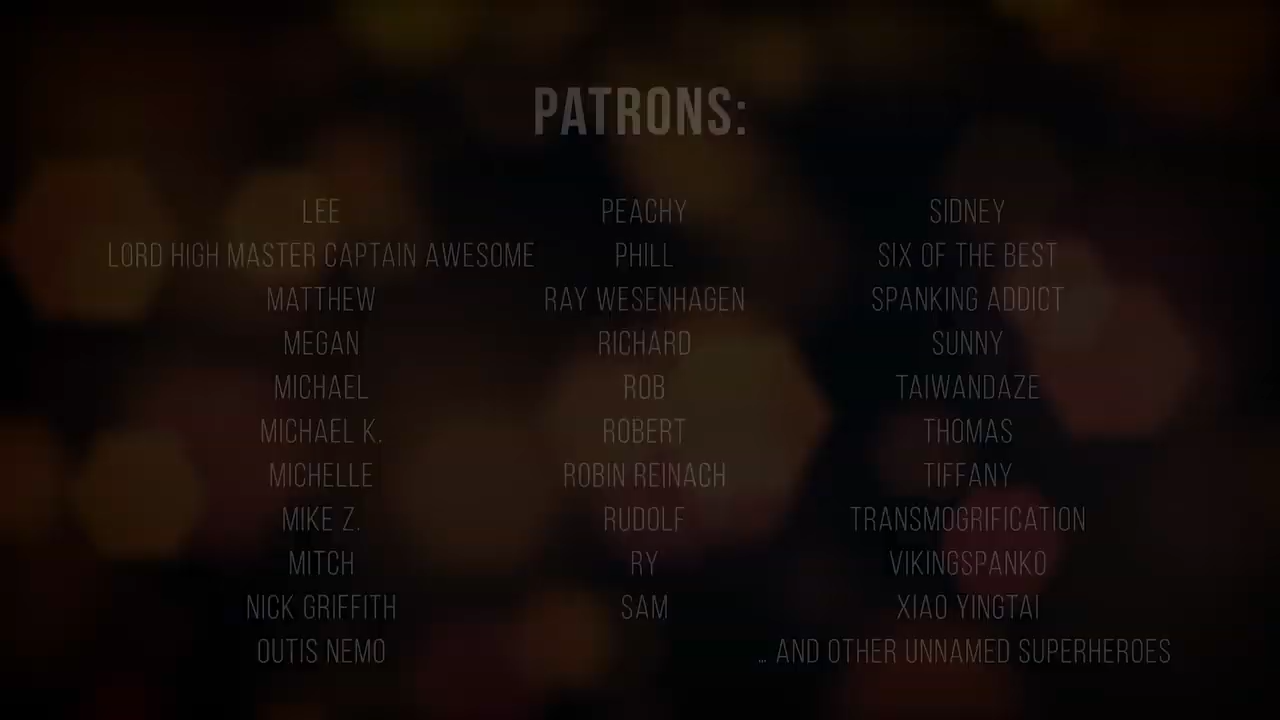 PATRONS:
LEE
LORD HIGH MASTER CAPTAIN AWESOME
MATTHEW
MEGAN
MICHAEL
MICHAEL K.
MICHELLE
MIKE Z.
MITCH
NICK GRIFFITH
OUTIS NEMO
PEACHY
PHILL
RAY WESENHAGEN
RICHARD
ROB
ROBERT
ROBIN REINACH
RUDOLF
RY
SAM
SIDNEY
SIX OF THE BEST
SPANKING ADDICT
SUNNY
TAIWANDAZE
THOMAS
TIFFANY
TRANSMOGRIFICATION
VIKINGSPANKO
XIAO YINGTAI
… AND OTHER UNNAMED SUPERHEROES